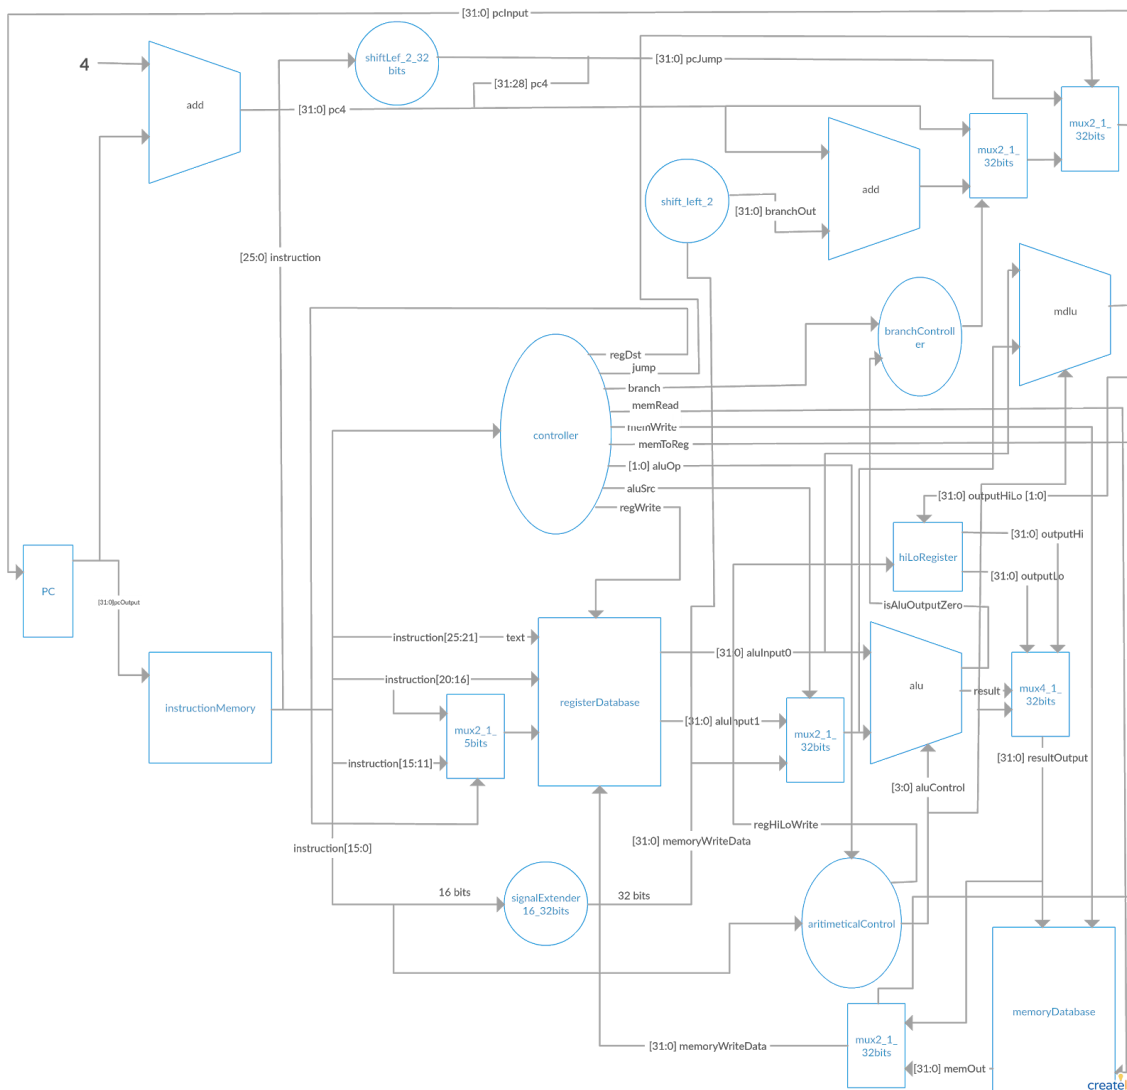 [31:0] pcInput
4
add
shiftLef_2_32
bits
[31:0] pcJump
[31:28] pc4
[31:0] pc4
mux2_1_
32bits
mux2_1_
32bits
add
shift_left_2
[31:0] branchOut
[25:0] instruction
mdlu
branchControll
er
regDst
jump
branch
memRead
memWrite
memToReg
[1:0] aluOp
aluSrc
regWrite
controller
[31:0] outputHiLo [1:0]
[31:0] outputHi
hiLoRegister
[31:0] outputLo
isAluOutputZero
PC
[31:0]pcOutput
instruction[25:21]
text
[31:0] aluInput0
instruction[20:16]
registerDatabase
alu
result
mux4_1_
32bits
instructionMemory
[31:0] aluInput1
mux2_1_
5bits
mux2_1_
32bits
instruction[15:11]
[31:0] resultOutput
[3:0] aluControl
regHiLoWrite
[31:0] memoryWriteData
instruction[15:0]
16 bits
signalExtender
16_32bits
32 bits
aritimeticalControl
memoryDatabase
mux2_1_
32bits
[31:0] memoryWriteData
[31:0] memOut